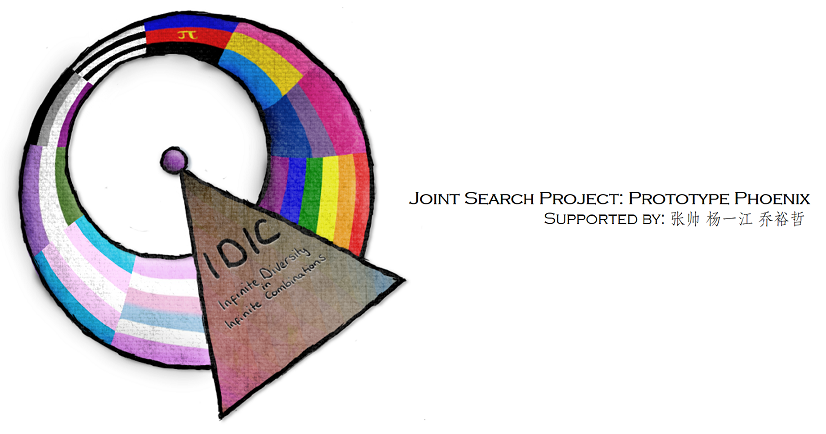 π
IDIC
Infinite Diversity
in
Infinite Combinations
Joint Search Project: Prototype Phoenix
Supported by: 张帅 杨一江 乔裕哲